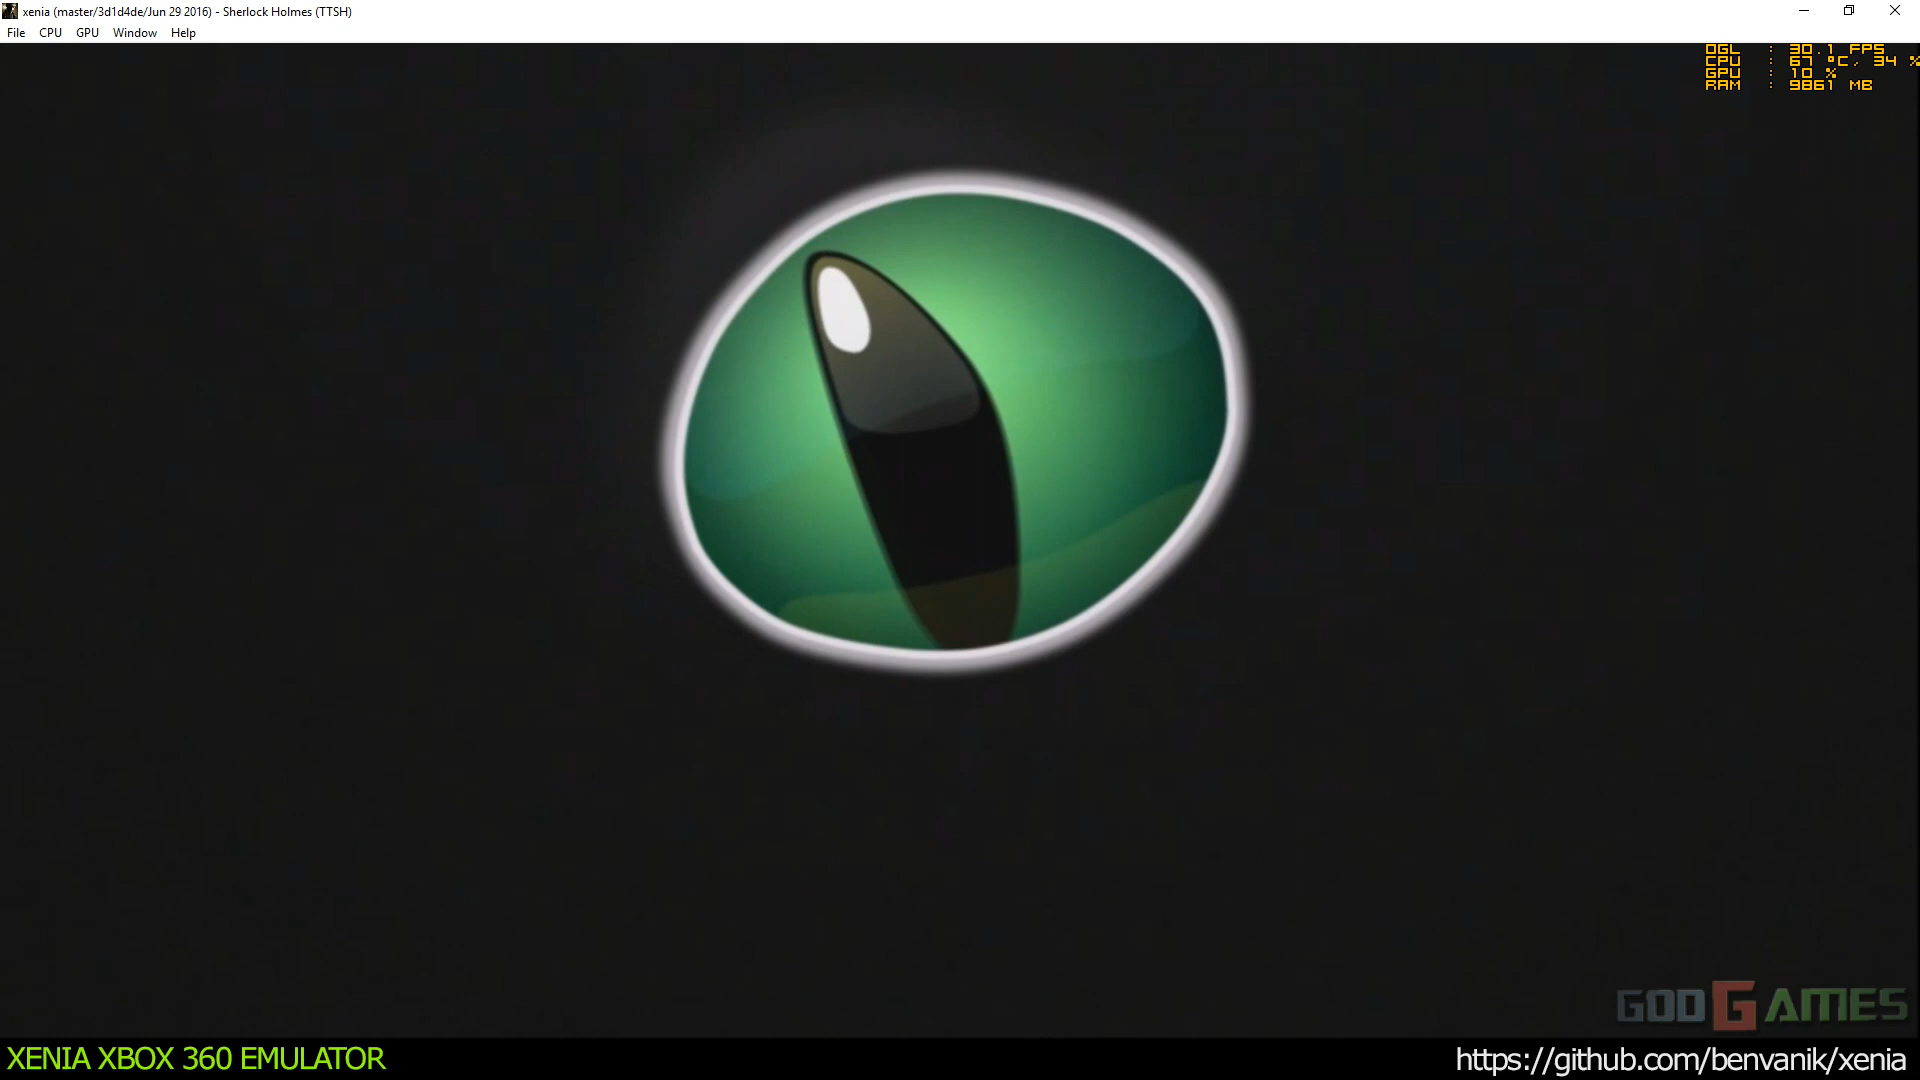 xenia (master/3d1d4de/Jun 29 2016) - Sherlock Holmes (TTSH)
File CPU GPU Window Help
OGL : 30.1 FPS
CPU : 67 °C, 34 %
GPU : 10 %
RAM : 9861 MB
GODGAMES
XENIA XBOX 360 EMULATOR
https://github.com/benvanik/xenia